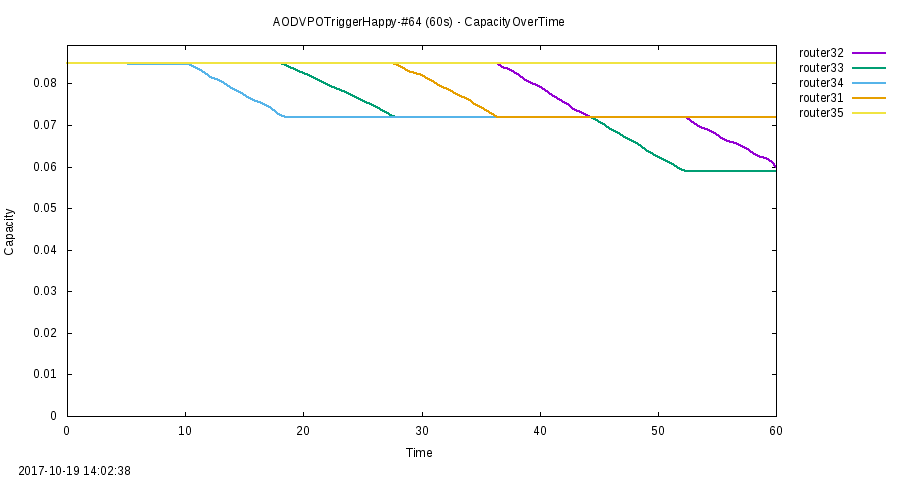 AODVPOTriggerHappy-#64 (60s) - CapacityOverTime
router32
router33
router34
router31
router35
0.08
0.07
0.06
0.05
0.04
0.03
0.02
0.01
0
Capacity
0 10 20 30 40 50 60
Time
2017-10-19 14:02:38